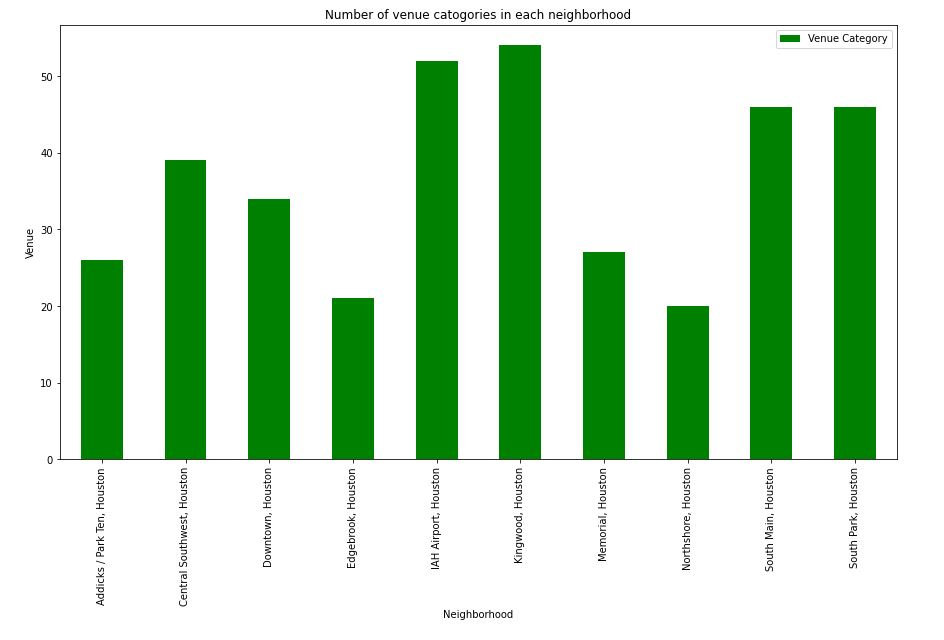 Number of venue catogories in each neighborhood
Venue Category
Venue
50
40
30
20
10
0
Addicks / Park Ten, Houston
Central Southwest, Houston
Downtown, Houston
Edgebrook, Houston
IAH Airport, Houston
Kingwood, Houston
Memorial, Houston
Northshore, Houston
South Main, Houston
South Park, Houston
Neighborhood